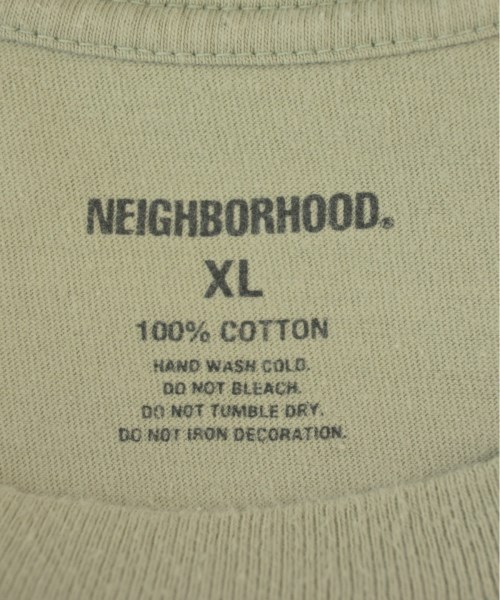 NEIGHBORHOOD®
XL
100% COTTON
HAND WASH COLD.
DO NOT BLEACH.
DO NOT TUMBLE DRY.
DO NOT IRON DECORATION.